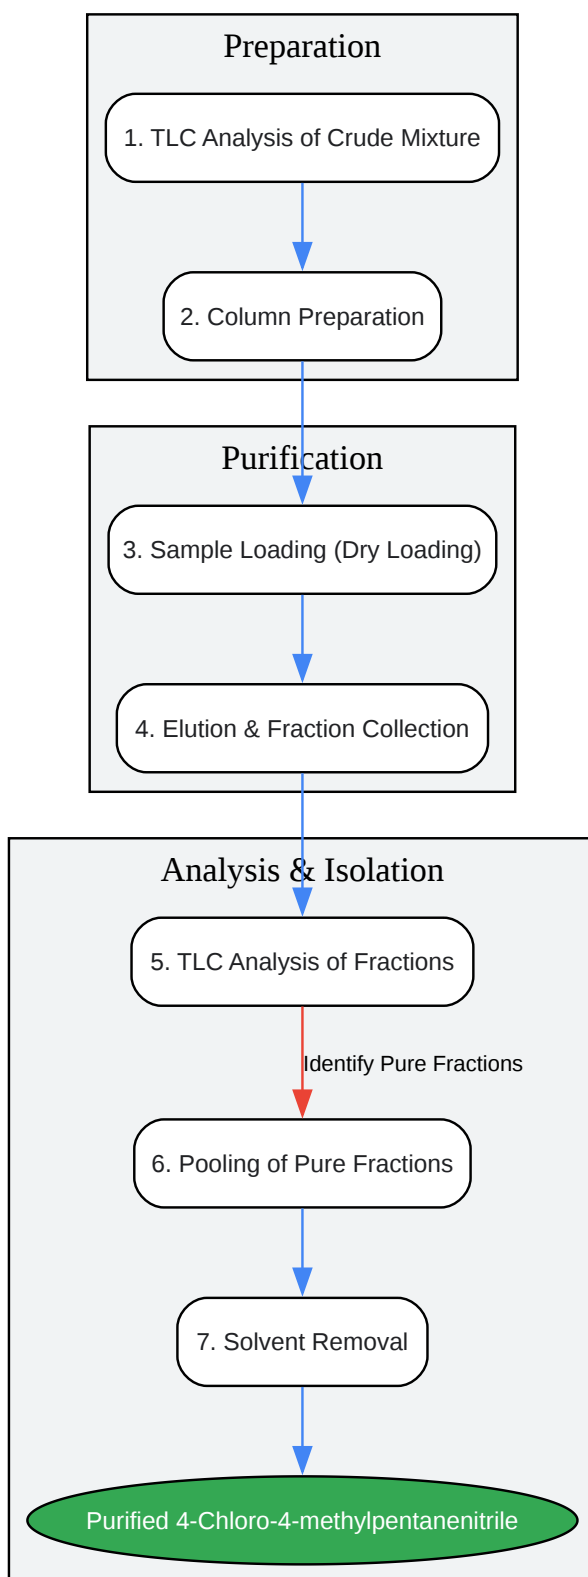 Preparation
1. TLC Analysis of Crude Mixture
2. Column Preparation
Purification
3. Sample Loading (Dry Loading)
4. Elution & Fraction Collection
Analysis & Isolation
5. TLC Analysis of Fractions
Identify Pure Fractions
6. Pooling of Pure Fractions
7. Solvent Removal
Purified 4-Chloro-4-methylpentanenitrile